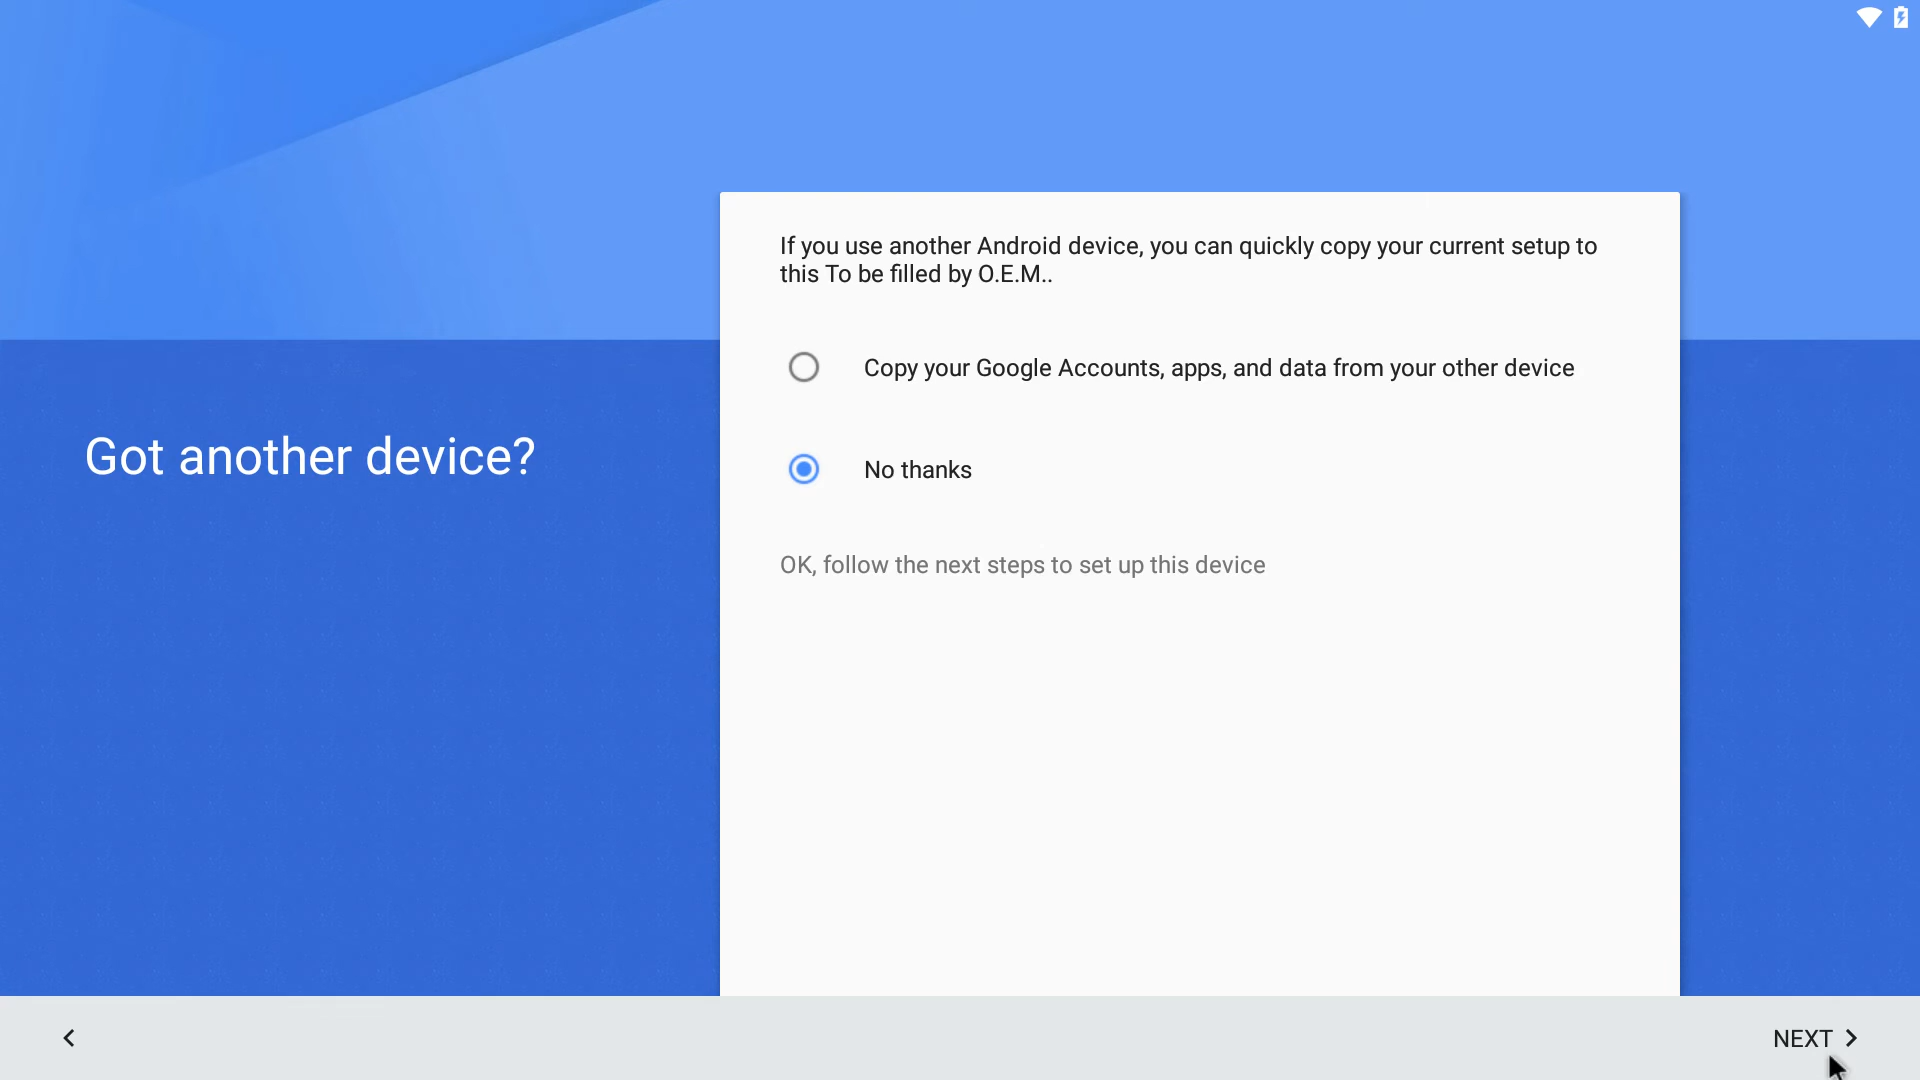 If you use another Android device, you can quickly copy your current setup to
this To be filled by O.E.M..
Copy your Google Accounts, apps, and data from your other device
Got another device?
No thanks
OK, follow the next steps to set up this device
NEXT